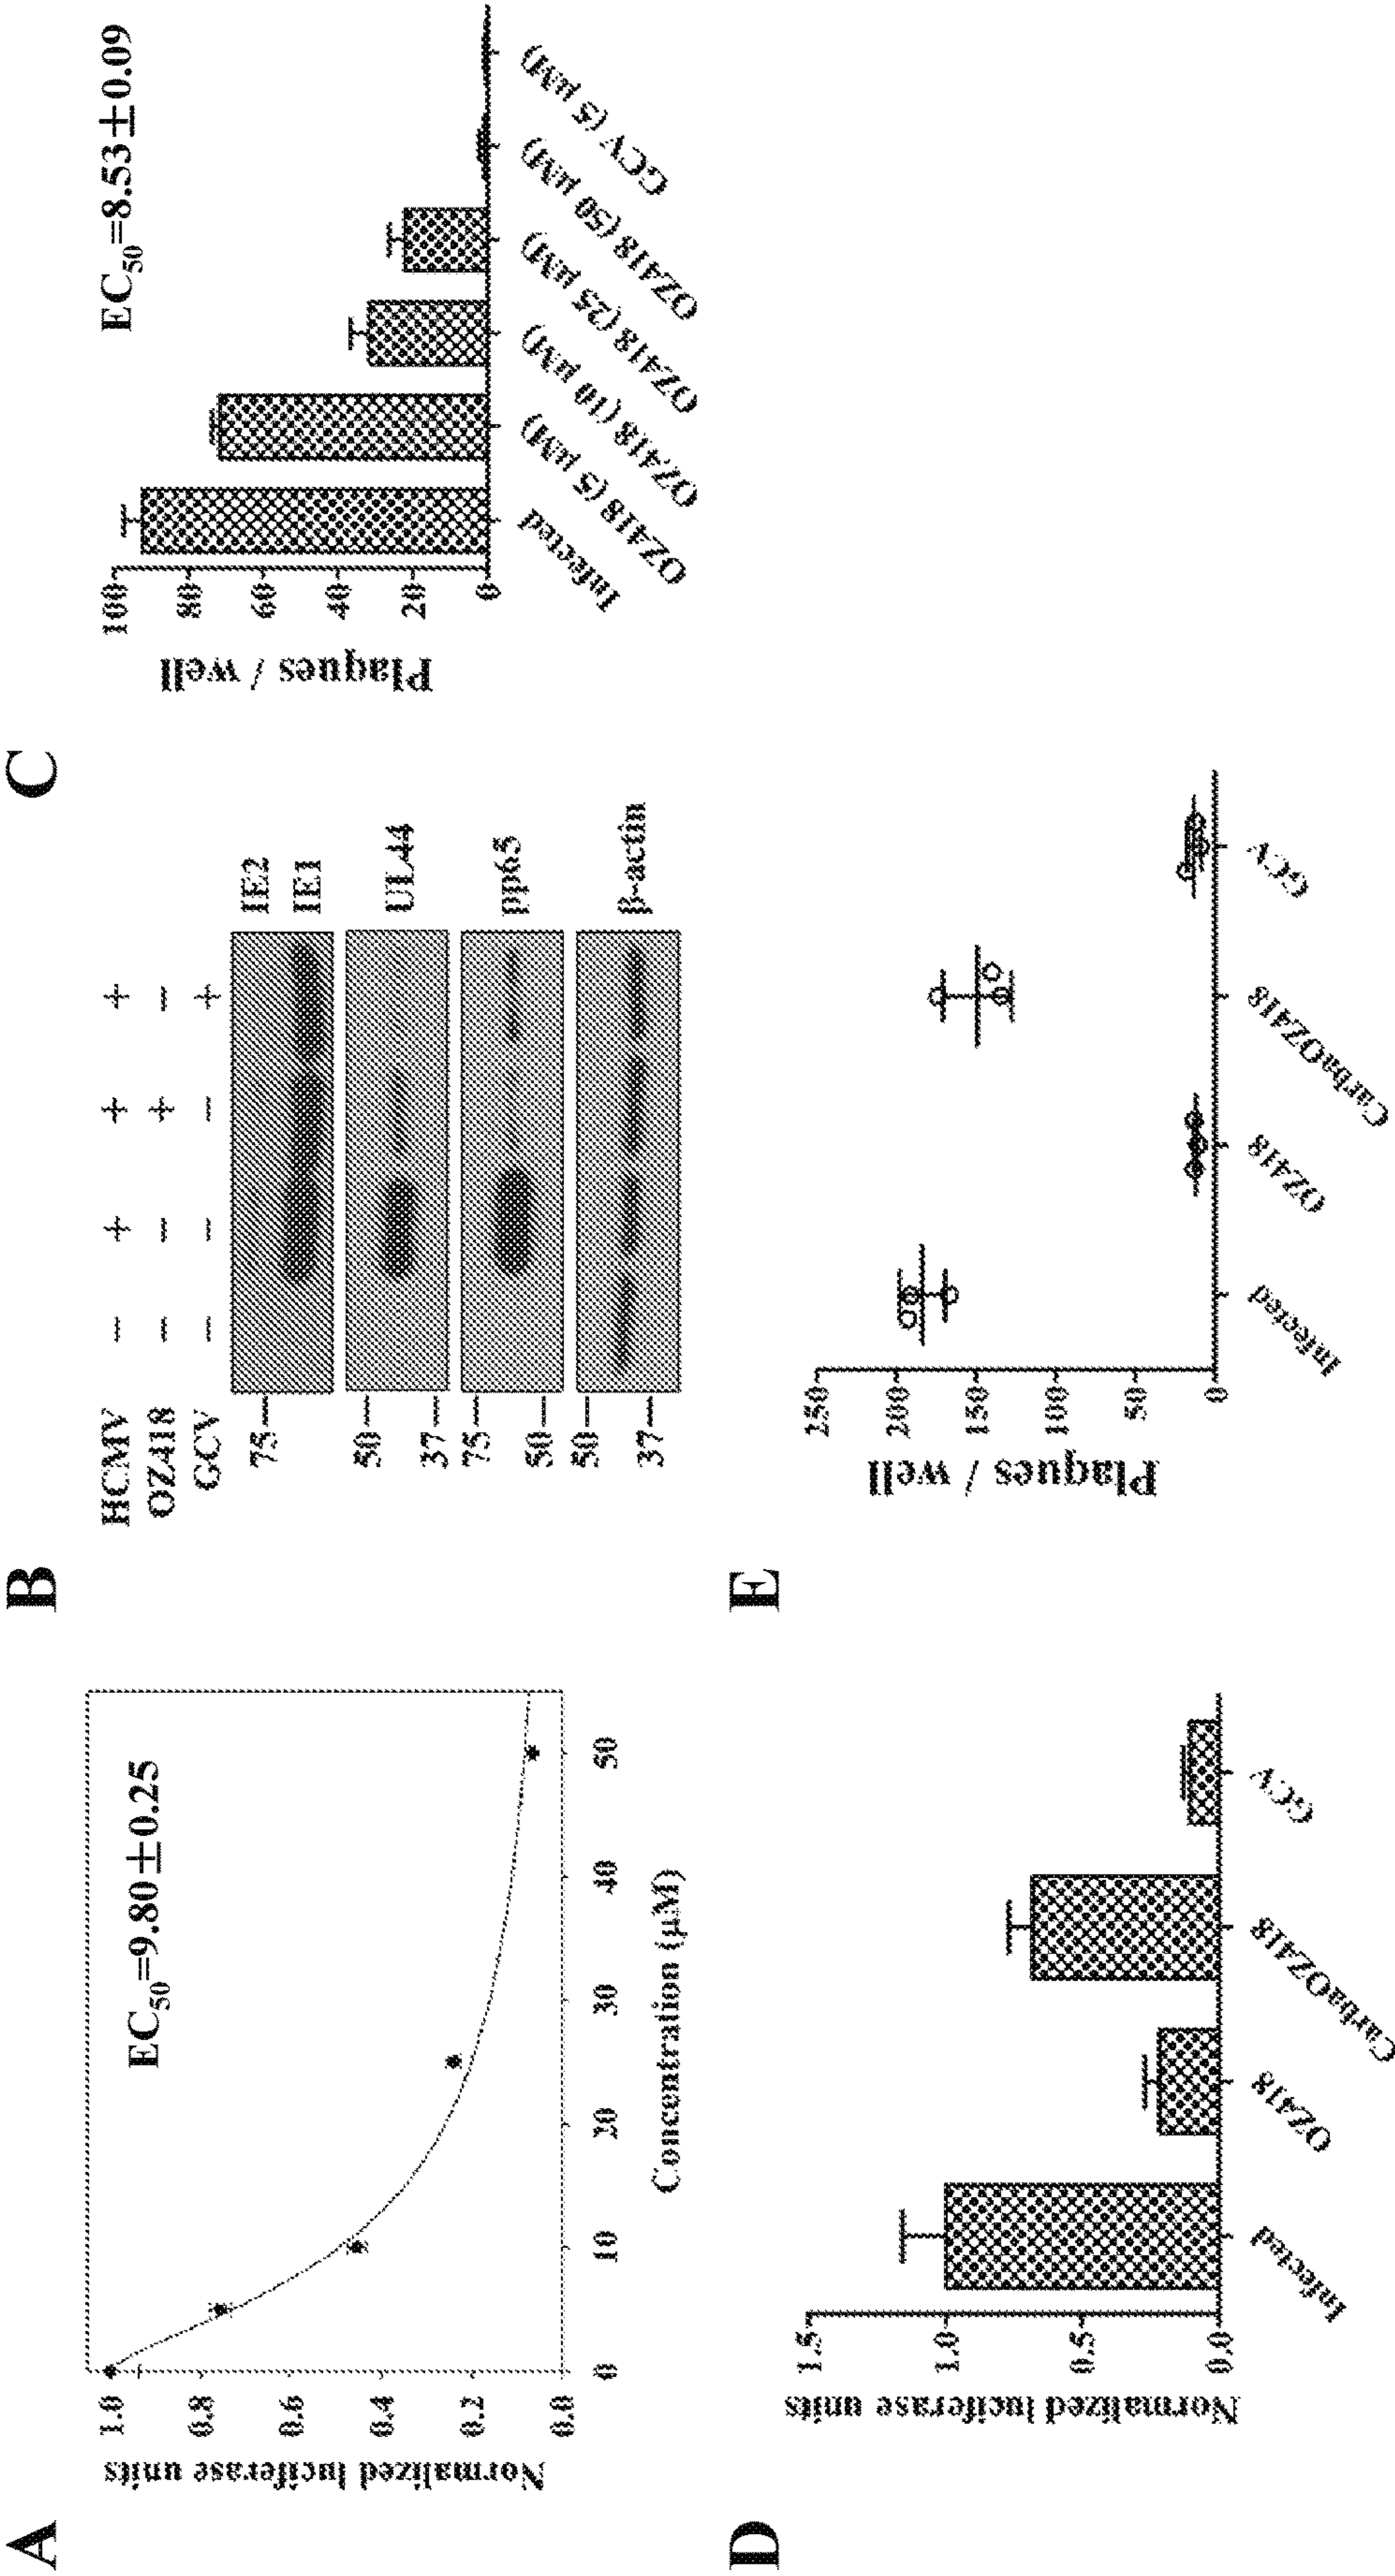 A
EC50=9.80±0.25
Normalized luciferase units
1.0
0.8
0.6
0.4
0.2
0.0
0 10 20 30 40 50
Concentration (μM)
B
HCMV − + + +
OZ418 − − + −
GCV − − − +
75
IE2
IE1
50
37
UL44
75
50
pp65
50
37
β-actin
C
EC50=8.53±0.09
Plaques / well
100
80
60
40
20
0
Infected
OZ418 (5 μM)
OZ418 (10 μM)
OZ418 (25 μM)
OZ418 (50 μM)
GCV (5 μM)
D
Normalized luciferase units
1.5
1.0
0.5
0.0
Infected
OZ418
CarbaOZ418
GCV
E
Plaques / well
250
200
150
100
50
0
Infected
OZ418
CarbaOZ418
GCV